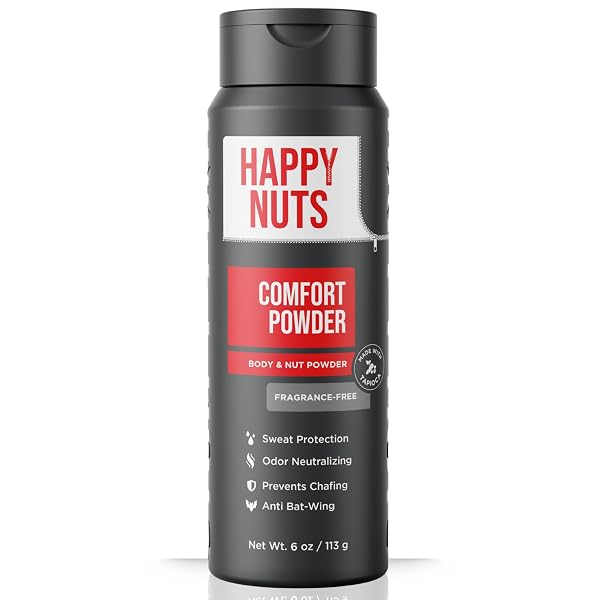 HAPPY
NUTS
COMFORT
POWDER
BODY & NUT POWDER
MADE WITH
TAPIOCA
FRAGRANCE-FREE
Sweat Protection
Odor Neutralizing
Prevents Chafing
Anti Bat-Wing
Net Wt. 6 oz / 113 g